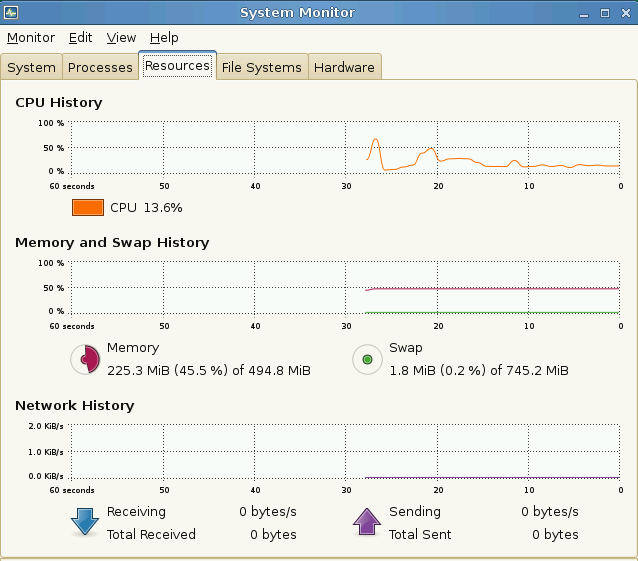 System Monitor
Monitor Edit View Help
System Processes Resources File Systems Hardware
CPU History
100 %
50 %
0 %
60 seconds 50 40 30 20 10 0
CPU 13.6%
Memory and Swap History
100 %
50 %
0 %
60 seconds 50 40 30 20 10 0
Memory Swap
225.3 MiB (45.5 %) of 494.8 MiB 1.8 MiB (0.2 %) of 745.2 MiB
Network History
2.0 KiB/s
1.0 KiB/s
0.0 KiB/s
60 seconds 50 40 30 20 10 0
Receiving 0 bytes/s Sending 0 bytes/s
Total Received 0 bytes Total Sent 0 bytes